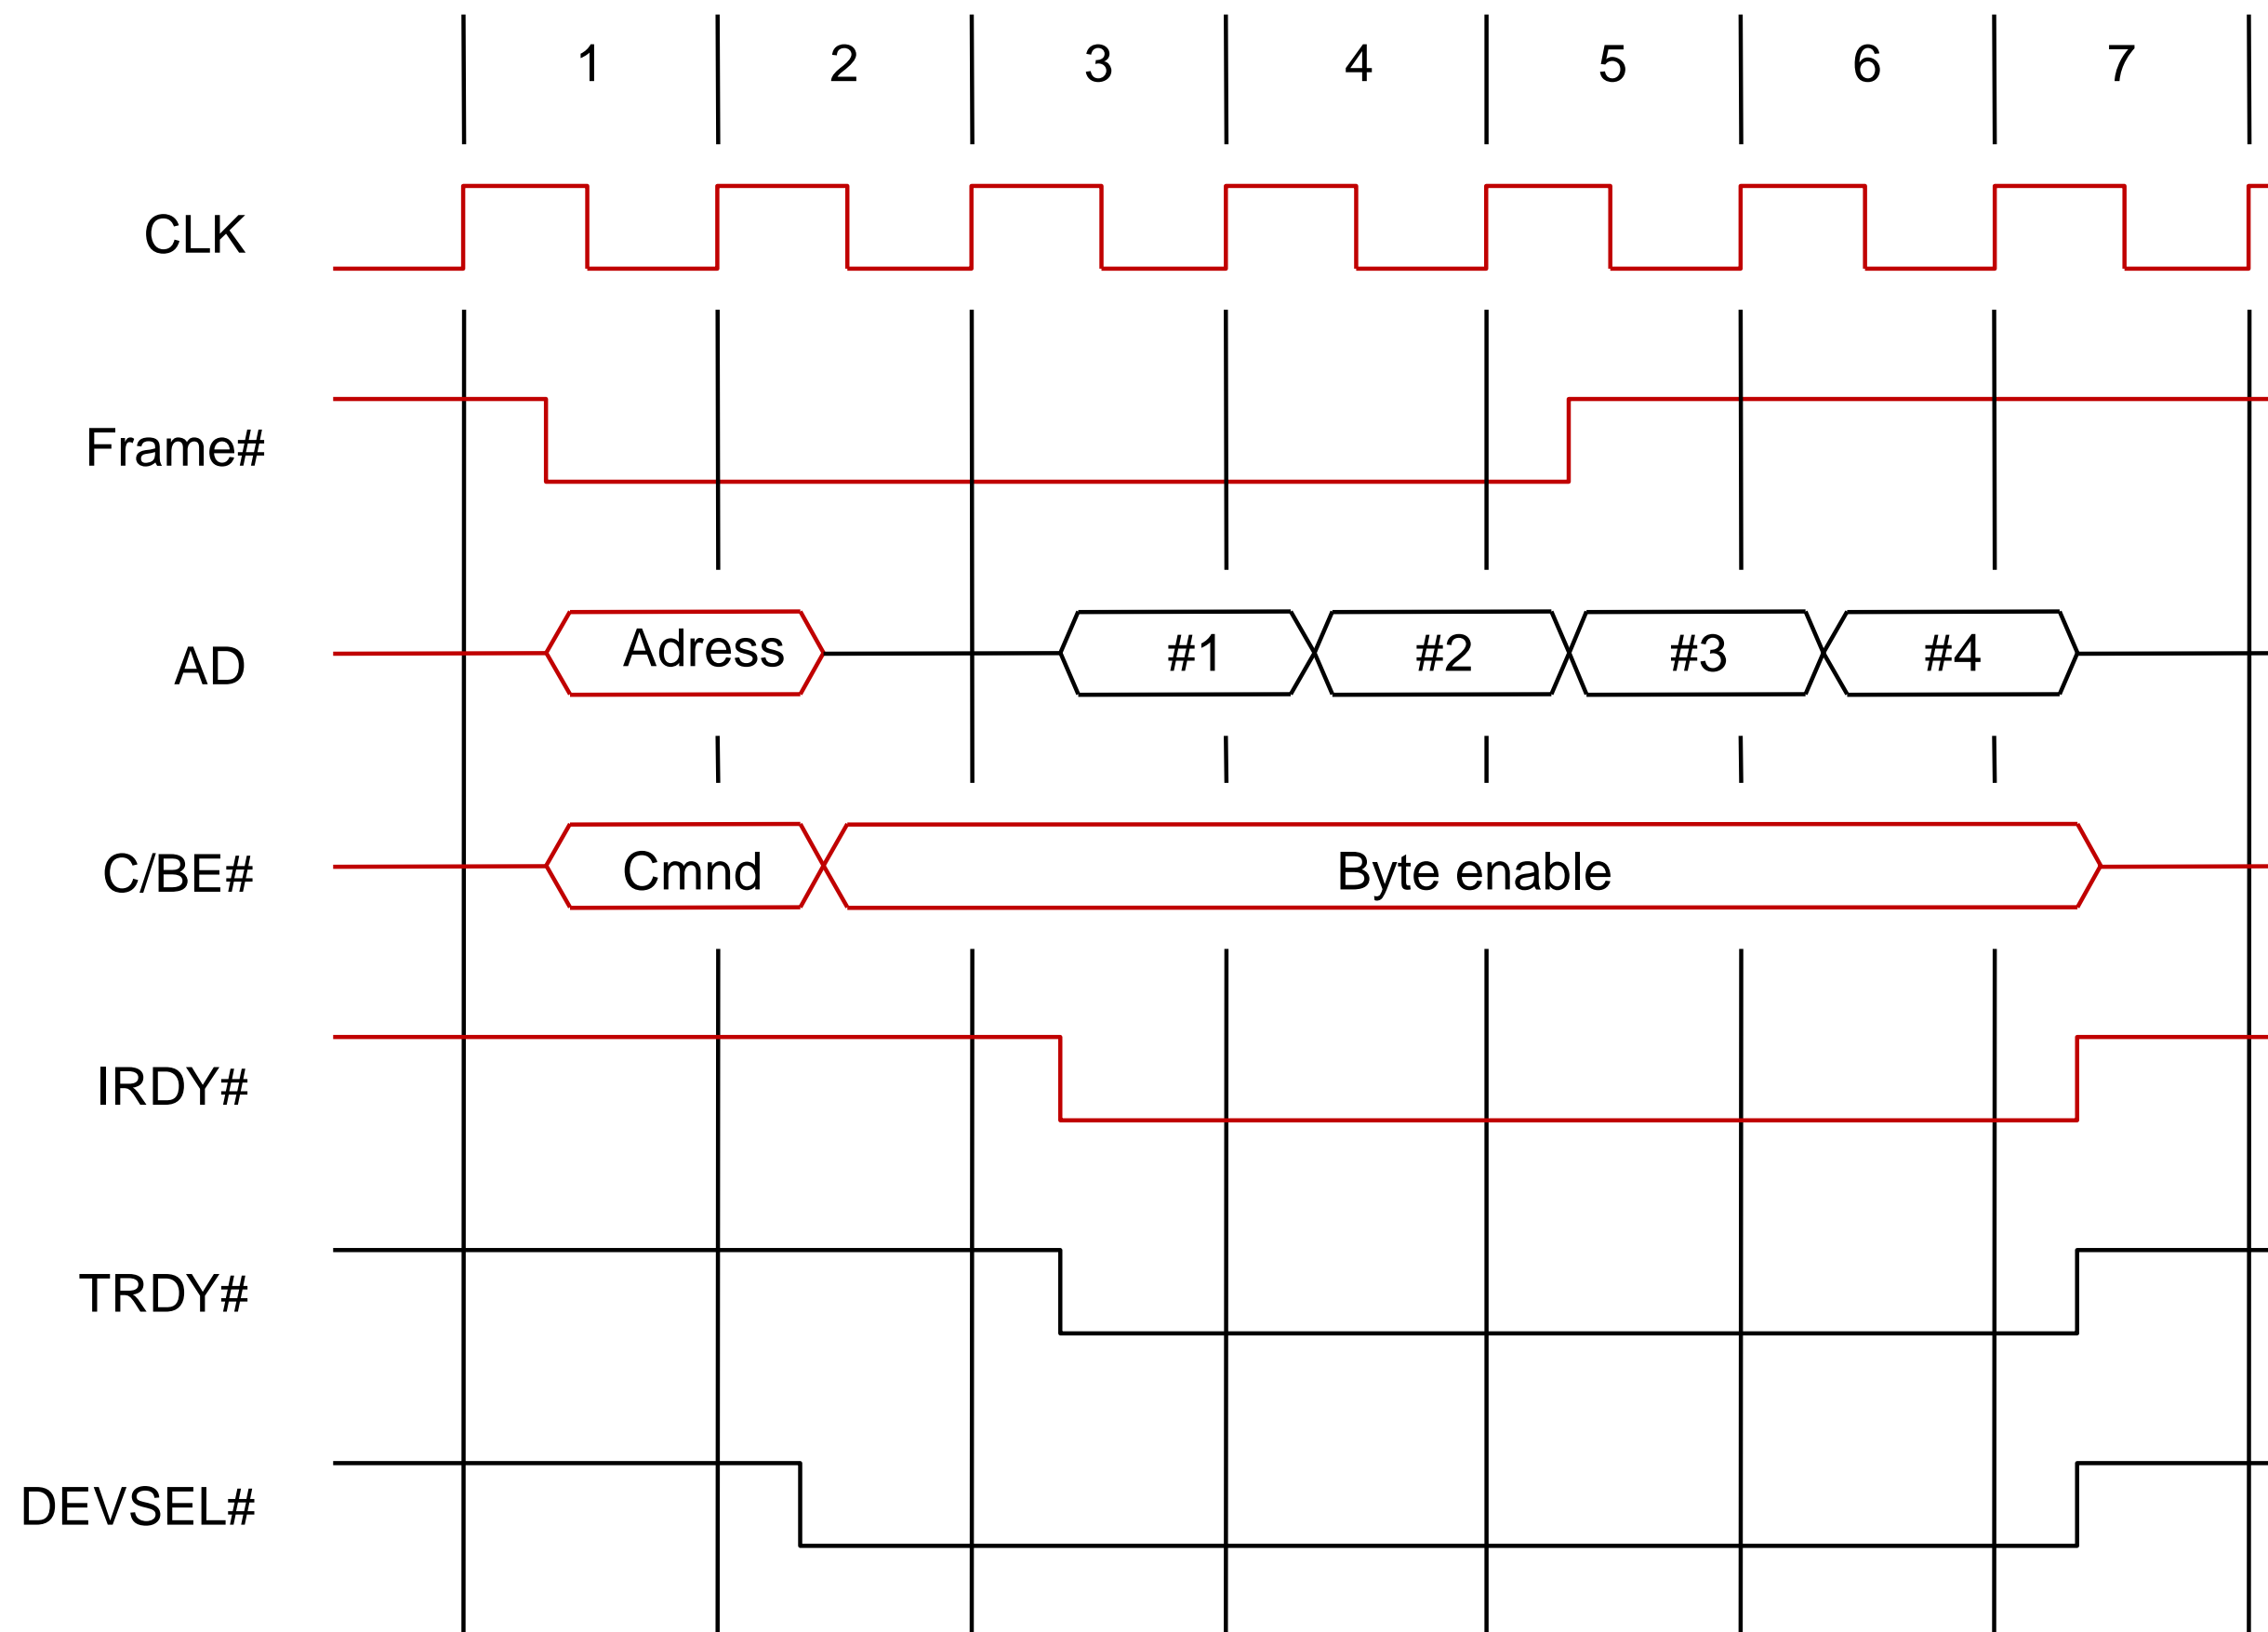 1 2 3 4 5 6 7
CLK
Frame#
AD Adress #1 #2 #3 #4
C/BE# Cmnd Byte enable
IRDY#
TRDY#
DEVSEL#